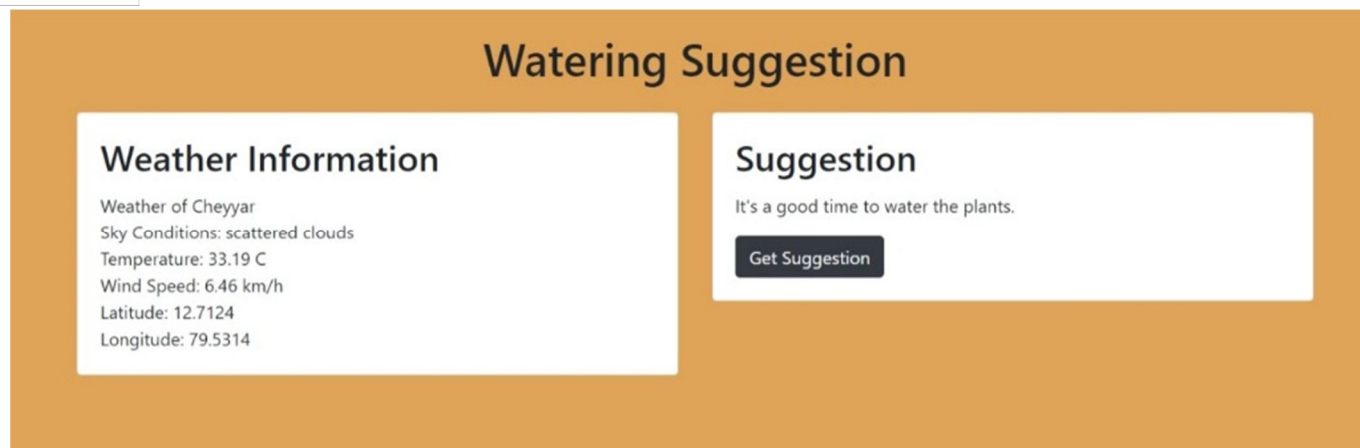 Watering Suggestion
Weather Information
Weather of Cheyyar
Sky Conditions: scattered clouds
Temperature: 33.19 C
Wind Speed: 6.46 km/h
Latitude: 12.7124
Longitude: 79.5314
Suggestion
It's a good time to water the plants.
Get Suggestion